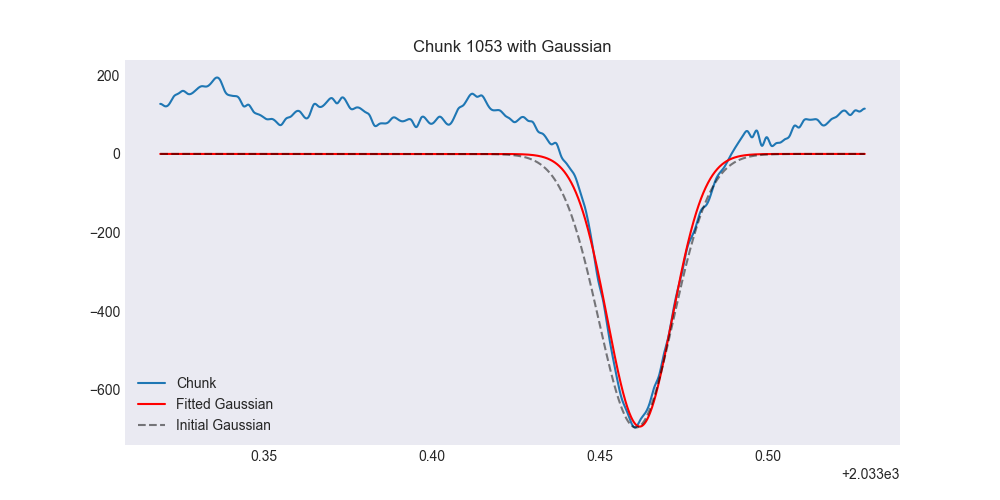 Chunk 1053 with Gaussian
200
0
−200
−400
−600
Chunk
Fitted Gaussian
Initial Gaussian
0.35 0.40 0.45 0.50
+2.033e3